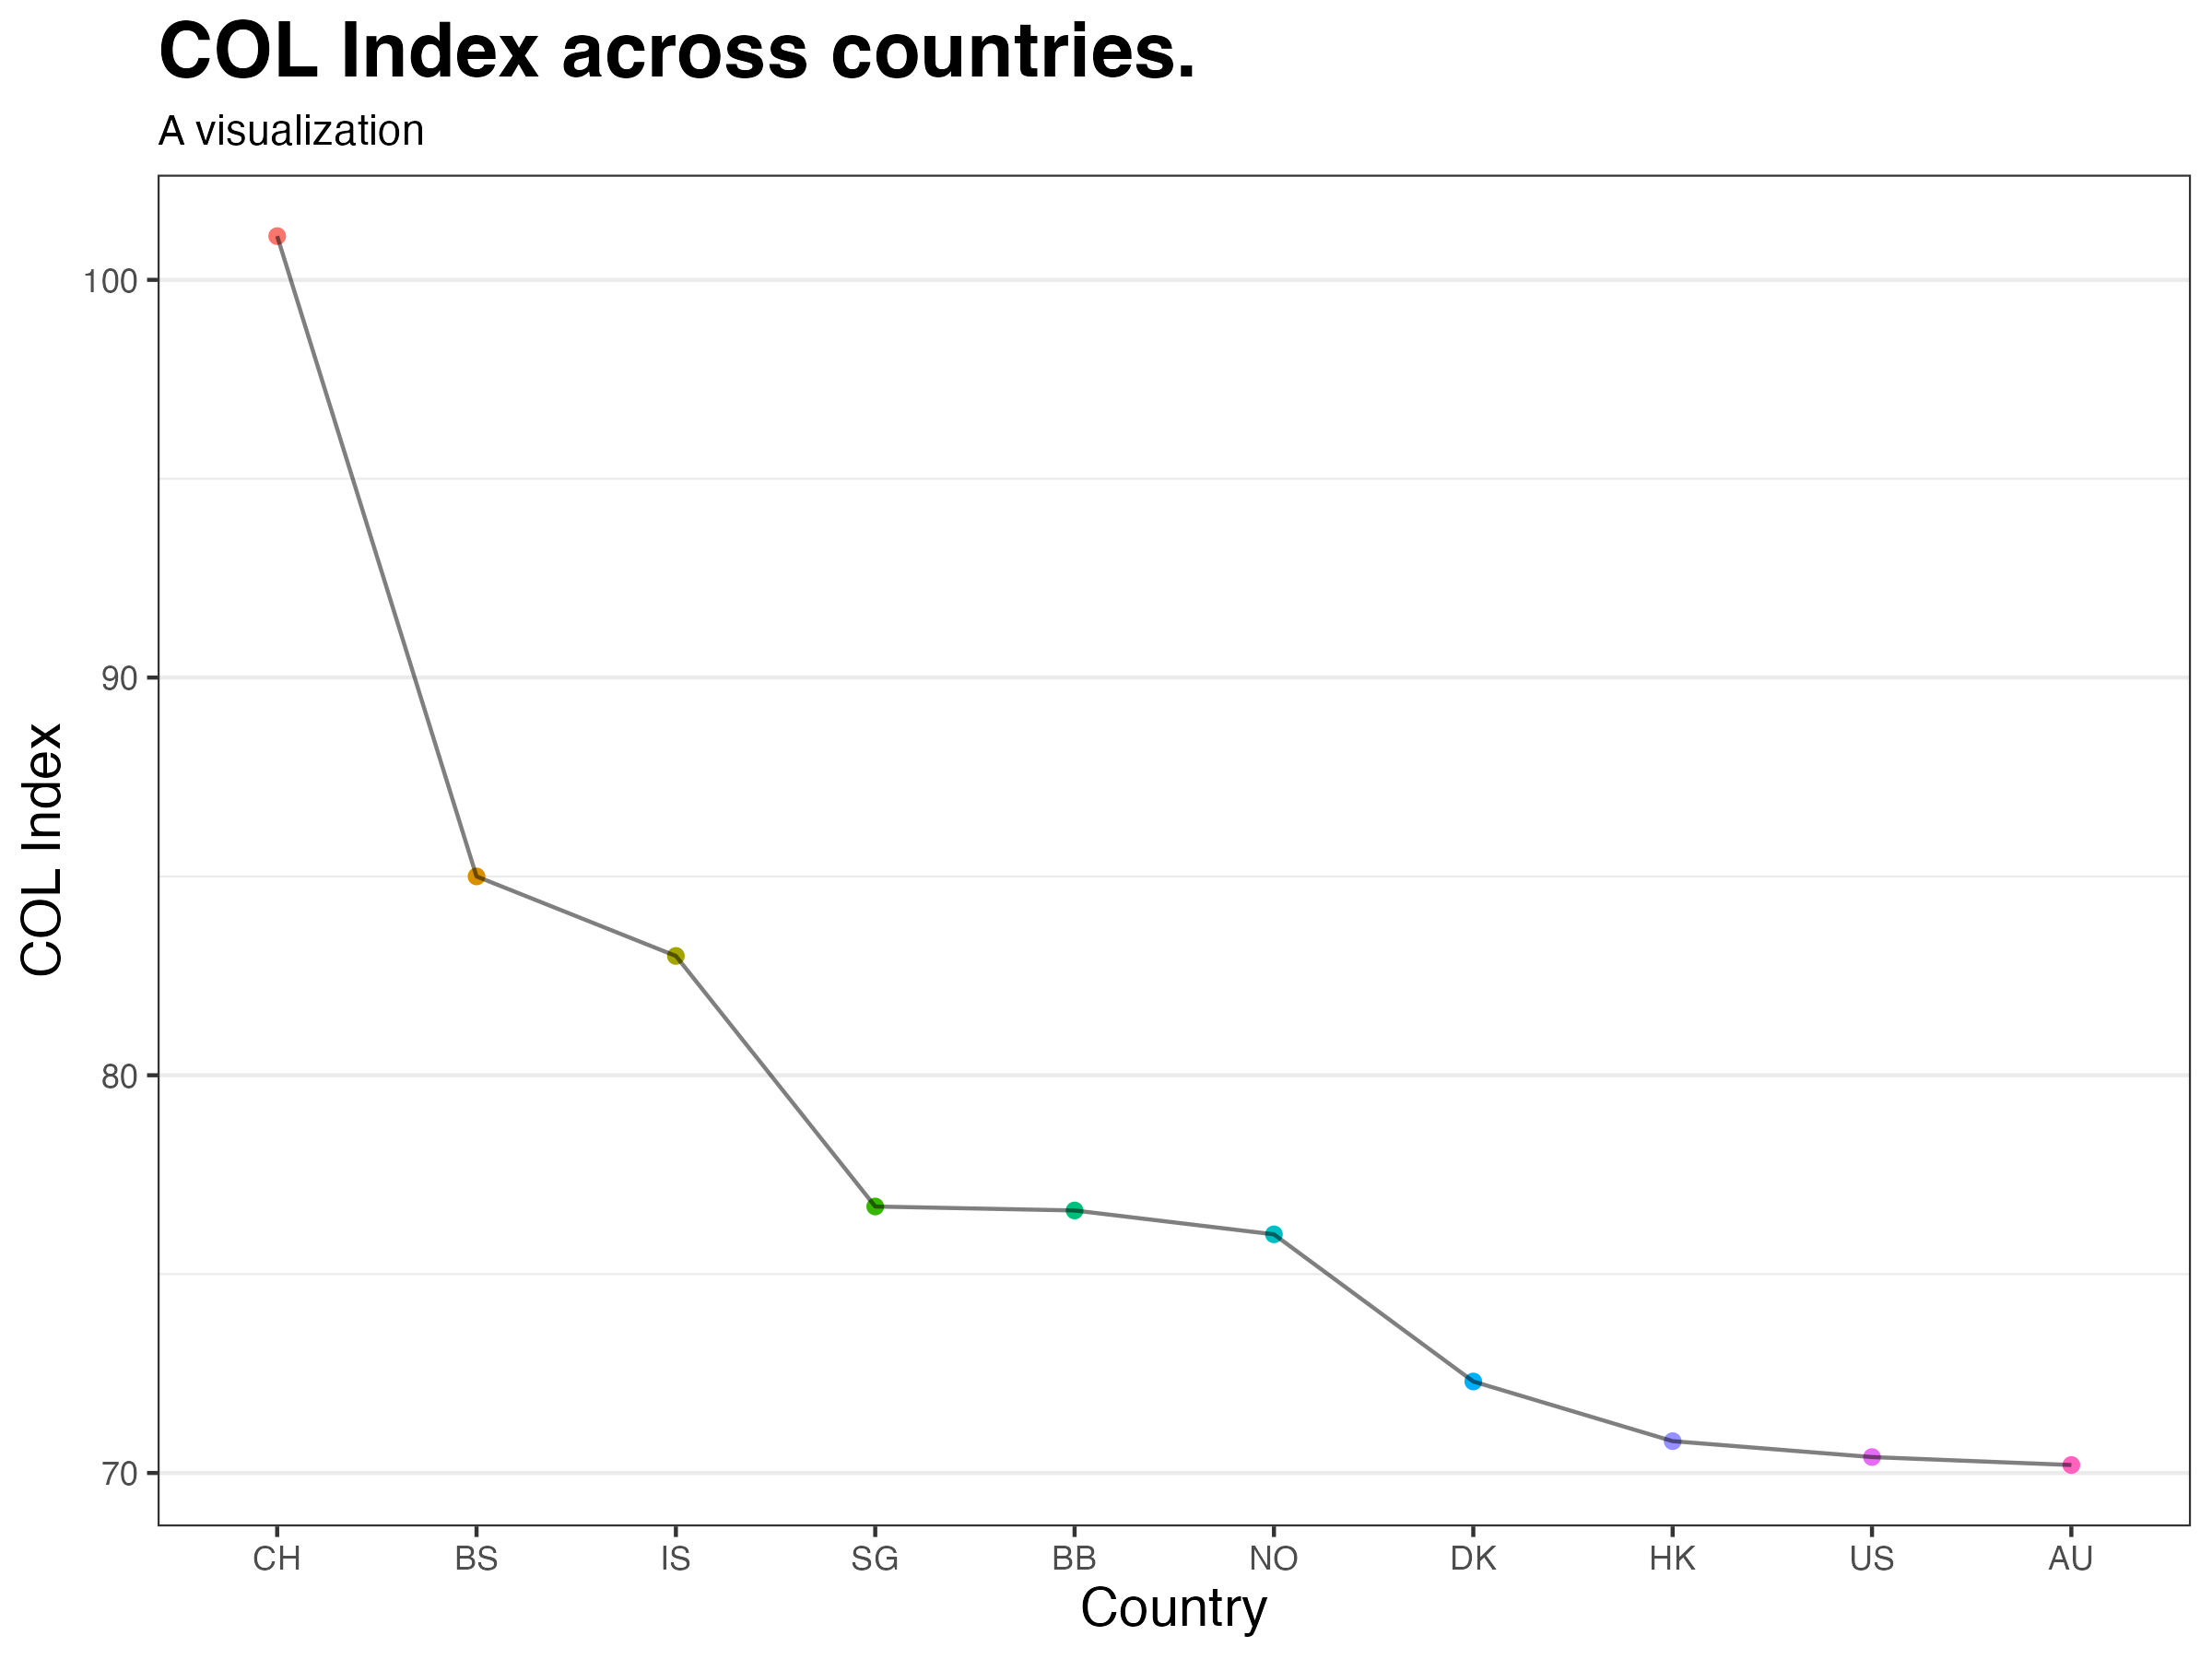 COL Index across countries.
A visualization
COL Index
100
90
80
70
CH BS IS SG BB NO DK HK US AU
Country